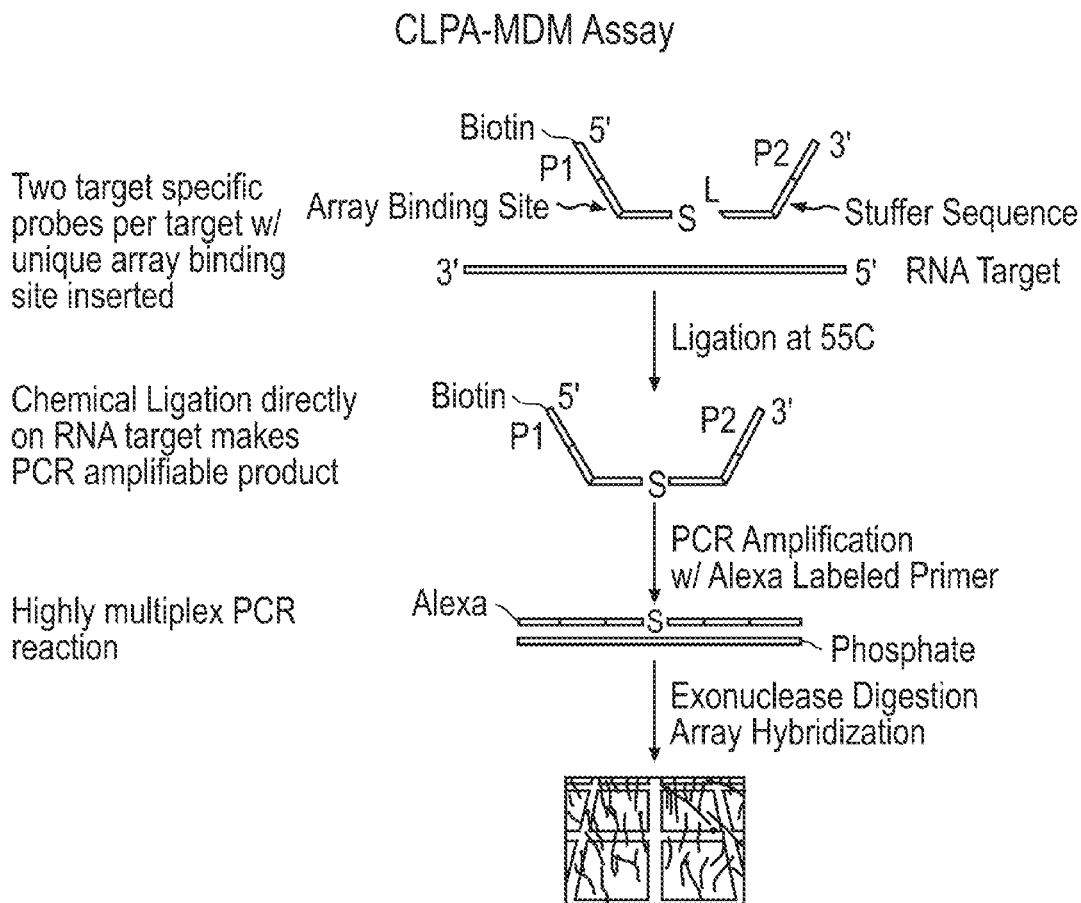 CLPA-MDM Assay
Two target specific
probes per target w/
unique array binding
site inserted
Biotin
5'
P1
Array Binding Site
S
L
P2
3'
Stuffer Sequence
3'
5'
RNA Target
Ligation at 55C
Chemical Ligation directly
on RNA target makes
PCR amplifiable product
Biotin
5'
P1
S
P2
3'
PCR Amplification
w/ Alexa Labeled Primer
Highly multiplex PCR
reaction
Alexa
S
Phosphate
Exonuclease Digestion
Array Hybridization